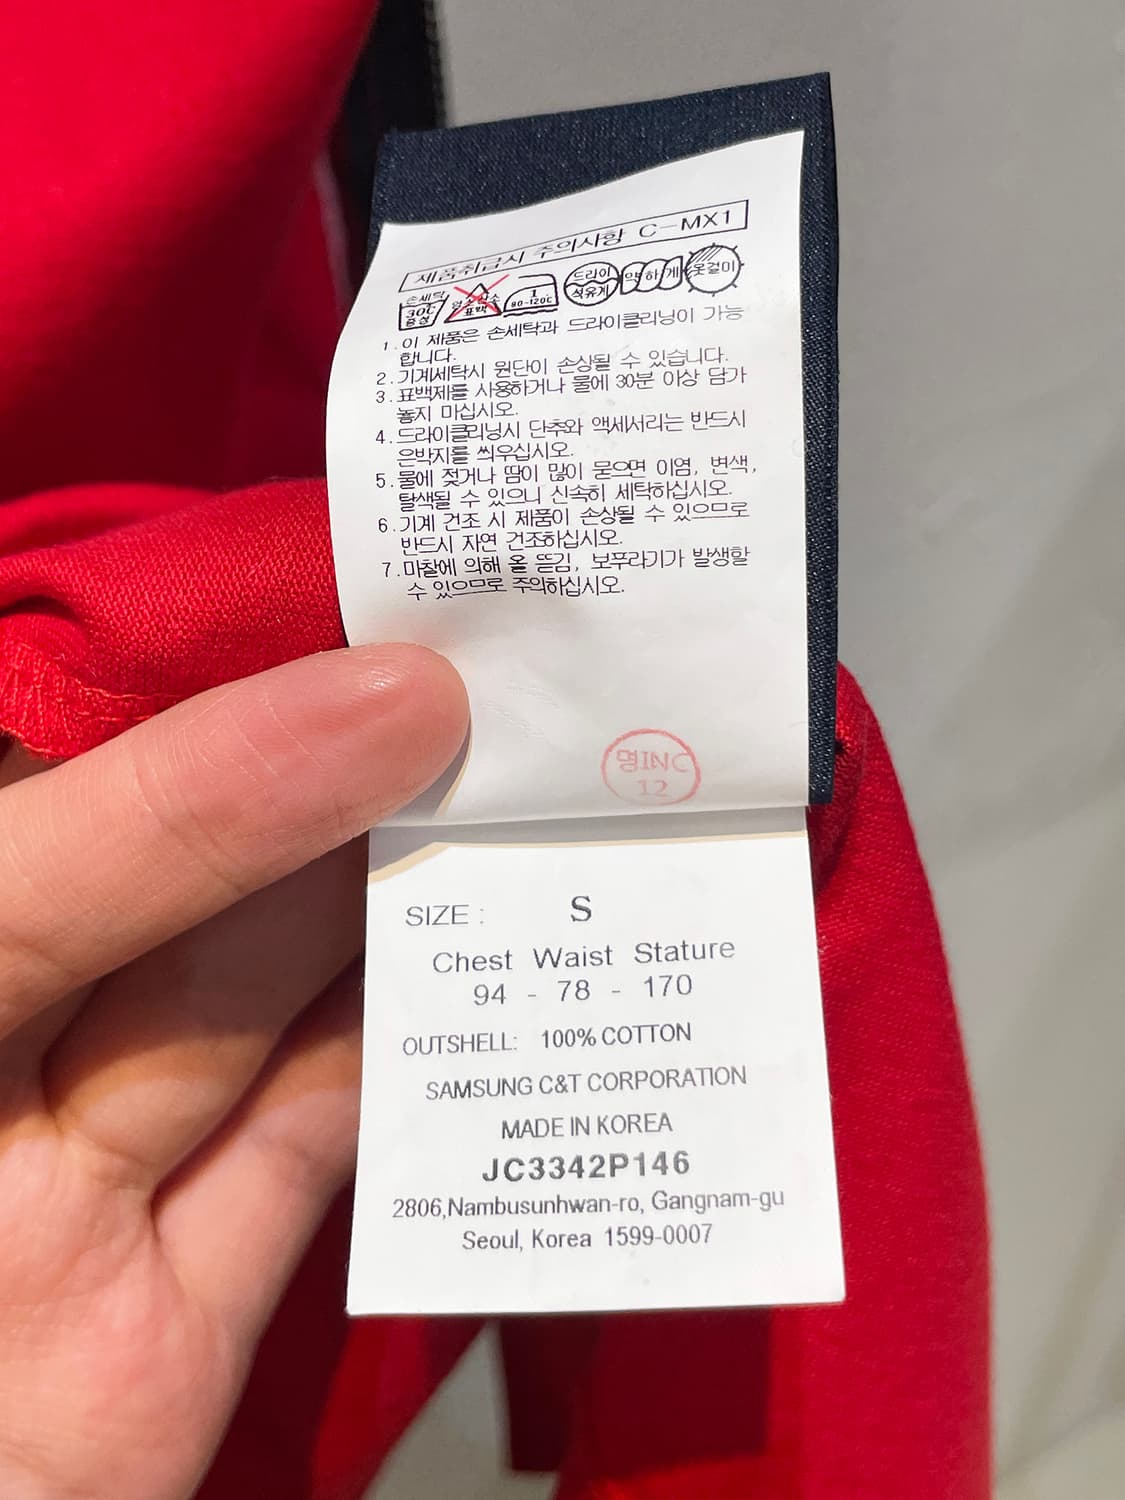 제품취급시 주의사항 C-MX1
손세탁
30℃
중성
염소산소
표백
1.
80-120℃
드라이
석유계
약하게
옷걸이
1.이 제품은 손세탁과 드라이클리닝이 가능
합니다.
2.기계세탁시 원단이 손상될 수 있습니다.
3.표백제를 사용하거나 물에 30분 이상 담가
놓지 마십시오.
4.드라이클리닝시 단추와 액세서리는 반드시
은박지를 씌우십시오.
5.물에 젖거나 땀이 많이 묻으면 이염, 변색,
탈색될 수 있으니 신속히 세탁하십시오.
6.기계 건조 시 제품이 손상될 수 있으므로
반드시 자연 건조하십시오.
7.마찰에 의해 올 뜯김, 보푸라기가 발생할
수 있으므로 주의하십시오.
명INC
12
SIZE : S
Chest Waist Stature
94 - 78 - 170
OUTSHELL: 100% COTTON
SAMSUNG C&T CORPORATION
MADE IN KOREA
JC3342P146
2806,Nambusunhwan-ro, Gangnam-gu
Seoul, Korea 1599-0007